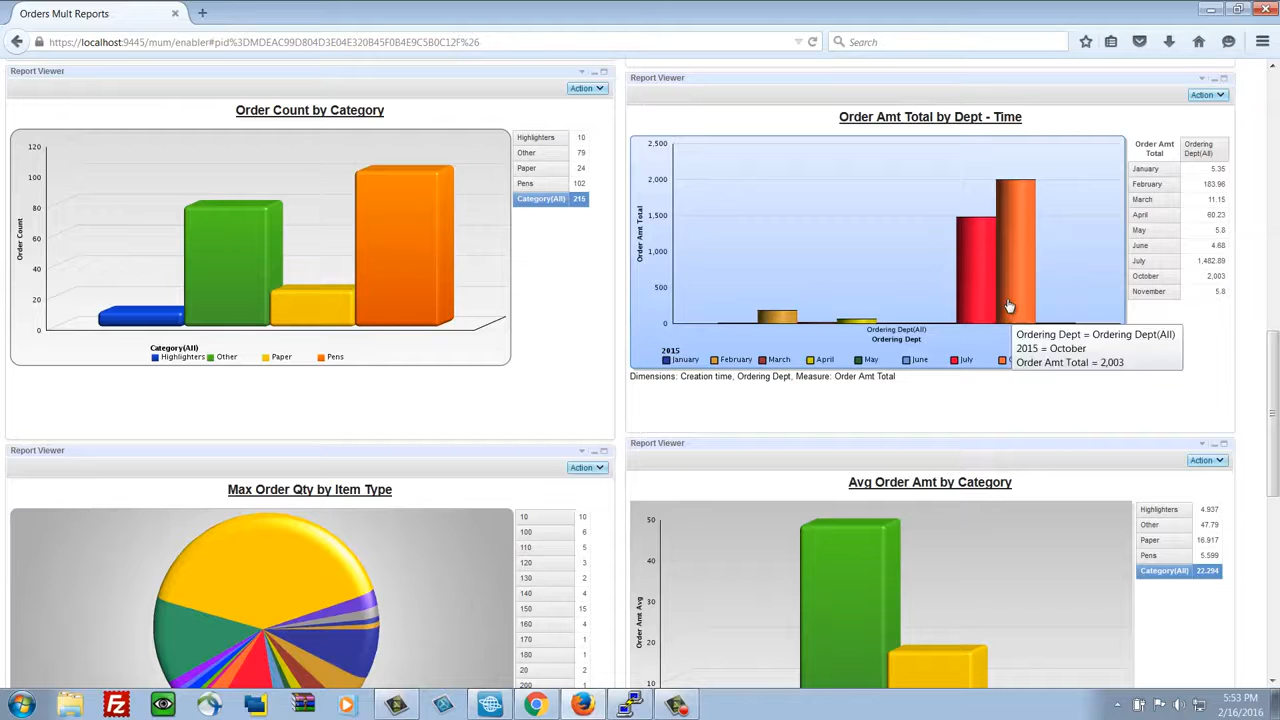 Orders Mult Reports
https://localhost:9445/mum/enabler#pid%3DMDEAC99D804D3E04E320B45F0B4E9C5B0C12F%26
Search
Report Viewer
Action
Order Count by Category
Order Count
120
100
80
60
40
20
0
Category(All)
Highlighters Other Paper Pens
Highlighters 10
Other 79
Paper 24
Pens 102
Category(All) 215
Report Viewer
Action
Order Amt Total by Dept - Time
Order Amt Total
2,500
2,000
1,500
1,000
500
0
Ordering Dept(All)
Ordering Dept
2015
January February March April May June July
Ordering Dept = Ordering Dept(All)
2015 = October
Order Amt Total = 2,003
Order Amt Total Ordering Dept(All)
January 5.35
February 183.96
March 11.15
April 60.23
May 5.8
June 4.68
July 1,482.89
October 2,003
November 5.8
Dimensions: Creation time, Ordering Dept, Measure: Order Amt Total
Report Viewer
Action
Max Order Qty by Item Type
10 10
100 6
110 5
120 3
130 2
140 4
150 15
160 4
170 1
180 1
20 2
200
Report Viewer
Action
Avg Order Amt by Category
Order Amt Avg
50
40
30
20
10
Highlighters 4.937
Other 47.79
Paper 16.917
Pens 5.599
Category(All) 22.294
5:53 PM
2/16/2016